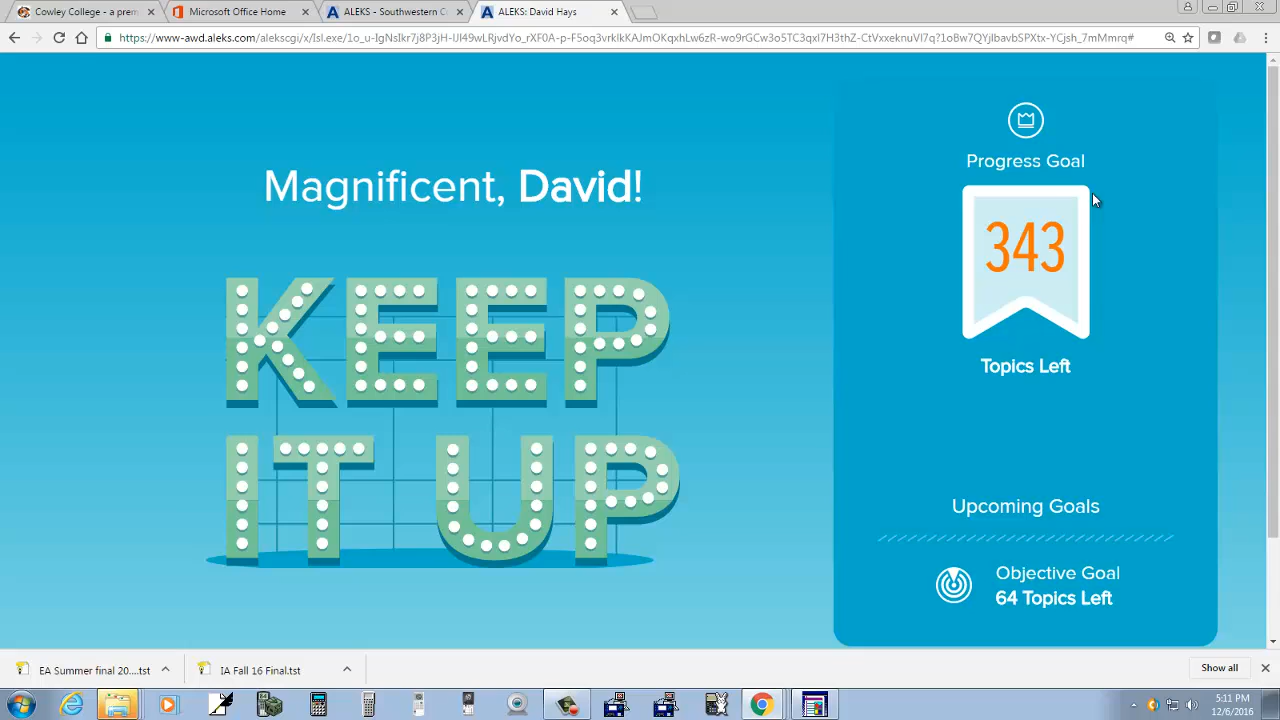 Cowley College - a prem
Microsoft Office Home
ALEKS - Southwestern C
ALEKS: David Hays
Progress Goal
Magnificent, David!
343
Topics Left
KEEP
IT UP
Upcoming Goals
Objective Goal
64 Topics Left
EA Summer final 20....tst
IA Fall 16 Final.tst
Show all
5:11 PM
12/6/2016